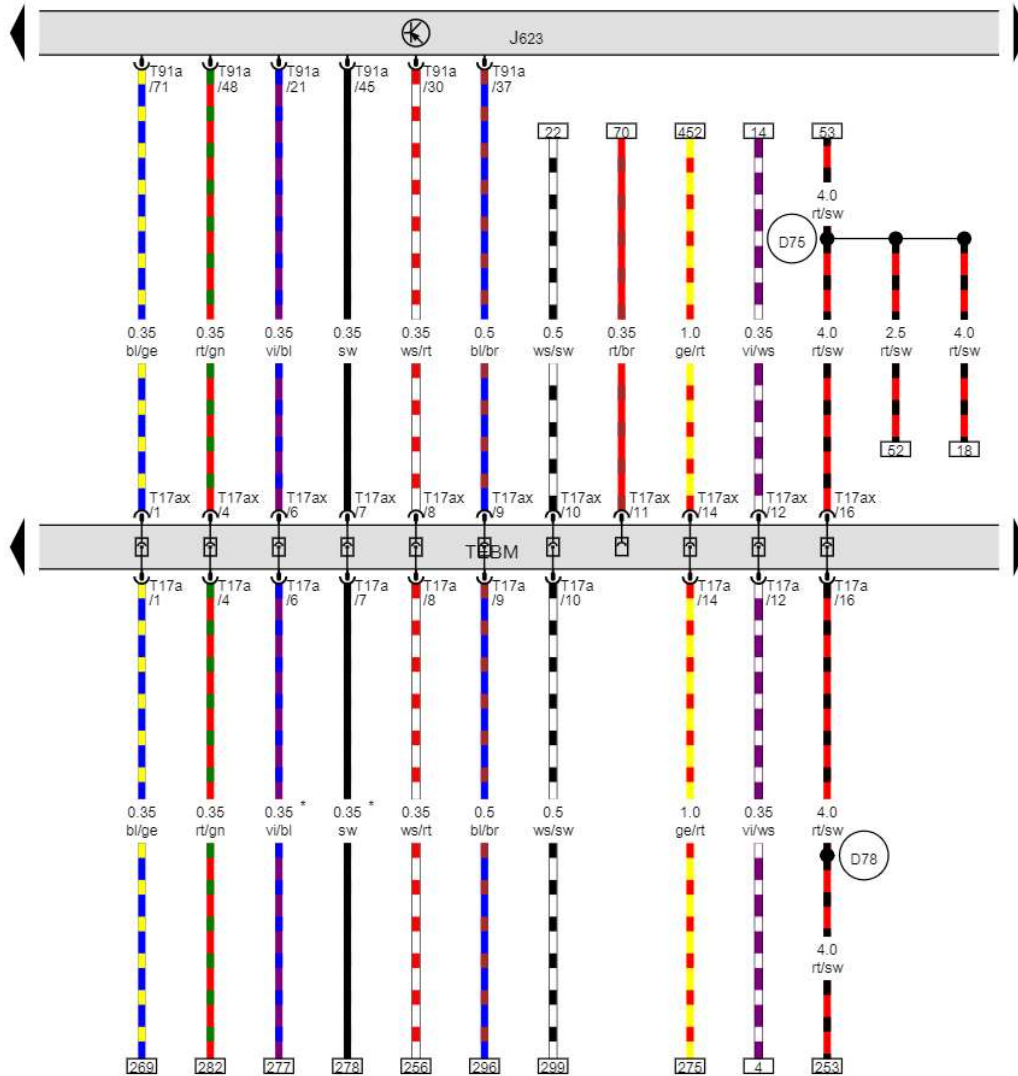 J623
T91a T91a T91a T91a T91a T91a
/71 /48 /21 /45 /30 /37
22 70 452 14 53
4.0
rt/sw
D75
0.35 0.35 0.35 0.35 0.35 0.5 0.5 0.35 1.0 0.35 4.0 2.5 4.0
bl/ge rt/gn vi/bl sw ws/rt bl/br ws/sw rt/br ge/rt vi/ws rt/sw rt/sw rt/sw
52 18
T17ax T17ax T17ax T17ax T17ax T17ax T17ax T17ax T17ax T17ax T17ax
/1 /4 /6 /7 /8 /9 /10 /11 /14 /12 /16
TEBM
T17a T17a T17a T17a T17a T17a T17a T17a T17a T17a
/1 /4 /6 /7 /8 /9 /10 /14 /12 /16
0.35 0.35 0.35 * 0.35 * 0.35 0.5 0.5 1.0 0.35 4.0
bl/ge rt/gn vi/bl sw ws/rt bl/br ws/sw ge/rt vi/ws rt/sw
D78
4.0
rt/sw
269 282 277 278 256 296 299 275 4 253